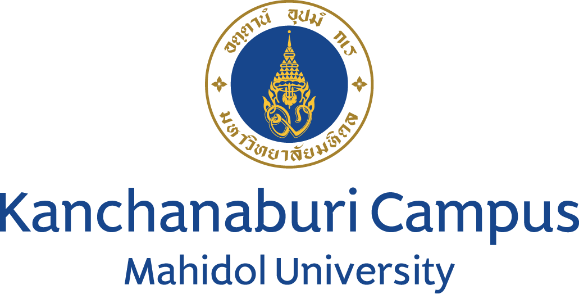 อตฺตานํ อุปมํ กเร
มหาวิทยาลัยมหิดล
Kanchanaburi Campus
Mahidol University